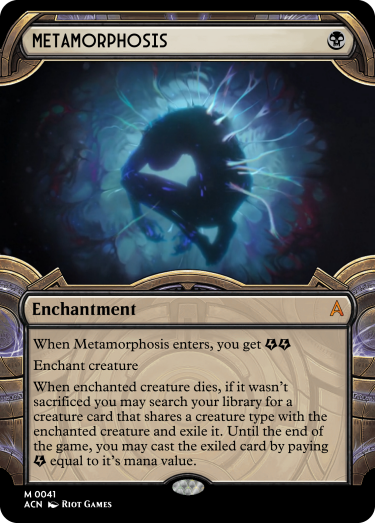 METAMORPHOSIS
Enchantment
When Metamorphosis enters, you get
Enchant creature
When enchanted creature dies, if it wasn't
sacrificed you may search your library for a
creature card that shares a creature type with the
enchanted creature and exile it. Until the end of
the game, you may cast the exiled card by paying
equal to it's mana value.
M 0041
ACN RIOT GAMES